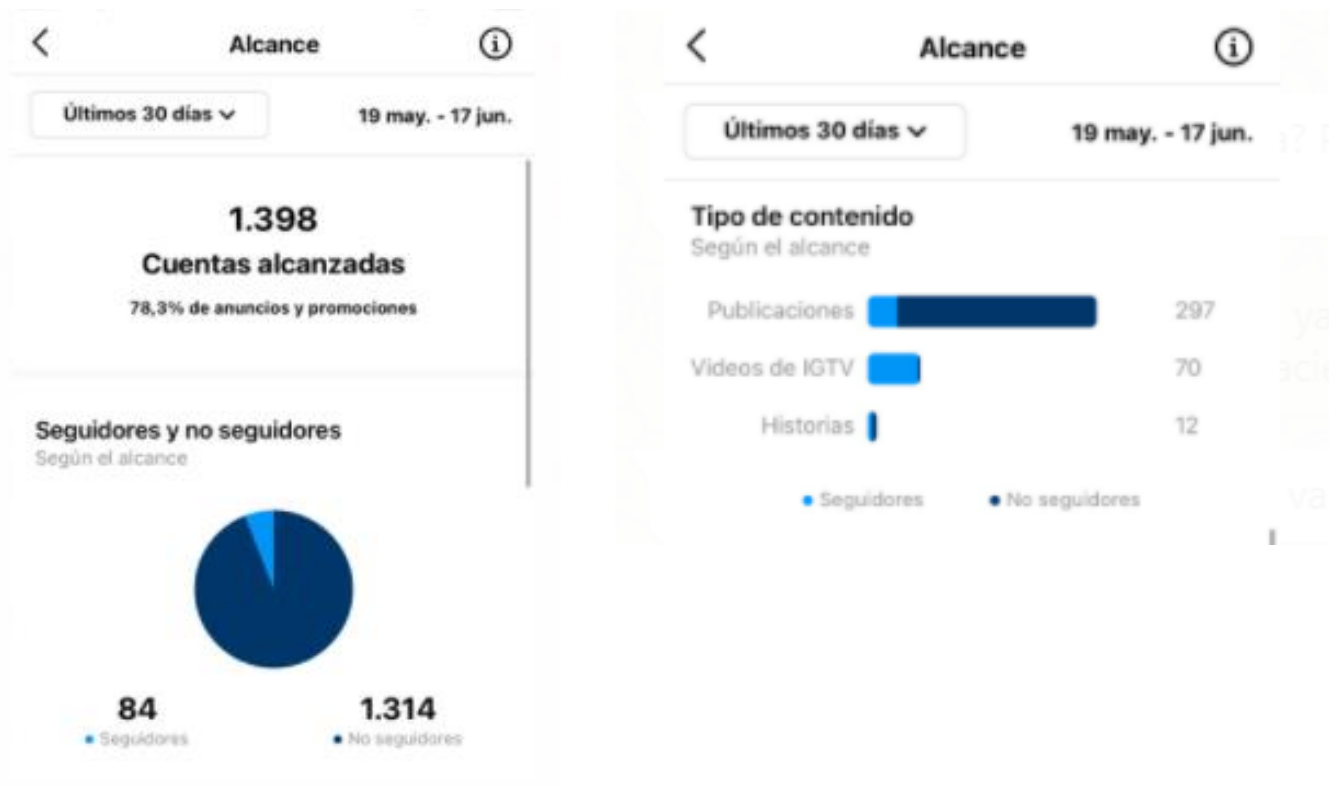 Alcance
Últimos 30 días
19 may. - 17 jun.
1.398
Cuentas alcanzadas
78,3% de anuncios y promociones
Seguidores y no seguidores
Según el alcance
84
Seguidores
1.314
No seguidores
Alcance
Últimos 30 días
19 may. - 17 jun.
Tipo de contenido
Según el alcance
Publicaciones 297
Videos de IGTV 70
Historias 12
Seguidores
No seguidores